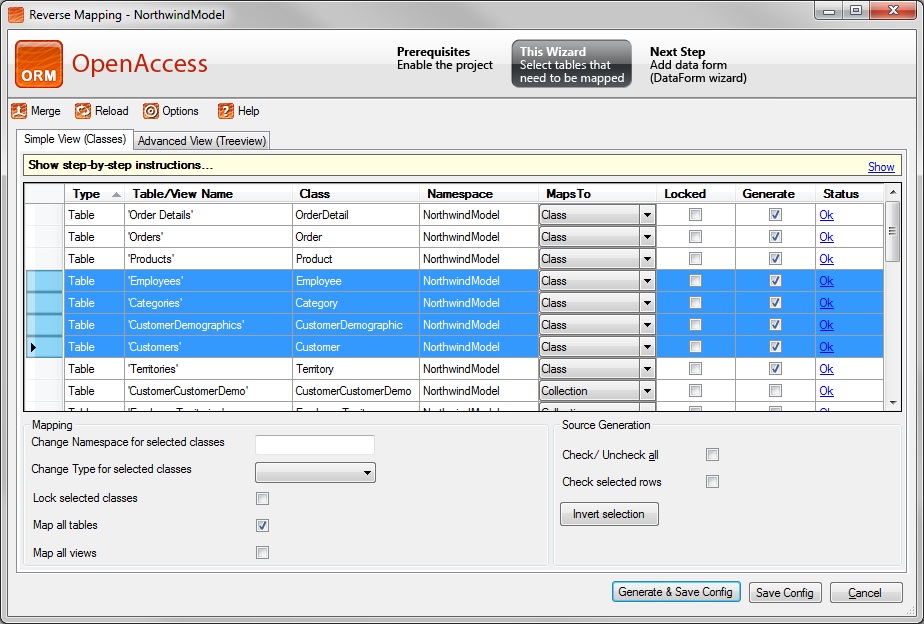 Reverse Mapping - NorthwindModel
ORM OpenAccess
Prerequisites
Enable the project
This Wizard
Select tables that
need to be mapped
Next Step
Add data form
(DataForm wizard)
Merge Reload Options Help
Simple View (Classes) Advanced View (Treeview)
Show step-by-step instructions... Show
Type Table/View Name Class Namespace MapsTo Locked Generate Status
Table 'Order Details' OrderDetail NorthwindModel Class Ok
Table 'Orders' Order NorthwindModel Class Ok
Table 'Products' Product NorthwindModel Class Ok
Table 'Employees' Employee NorthwindModel Class Ok
Table 'Categories' Category NorthwindModel Class Ok
Table 'CustomerDemographics' CustomerDemographic NorthwindModel Class Ok
Table 'Customers' Customer NorthwindModel Class Ok
Table 'Territories' Territory NorthwindModel Class Ok
Table 'CustomerCustomerDemo' CustomerCustomerDemo NorthwindModel Collection Ok
Mapping
Change Namespace for selected classes
Change Type for selected classes
Lock selected classes
Map all tables
Map all views
Source Generation
Check/ Uncheck all
Check selected rows
Invert selection
Generate & Save Config Save Config Cancel